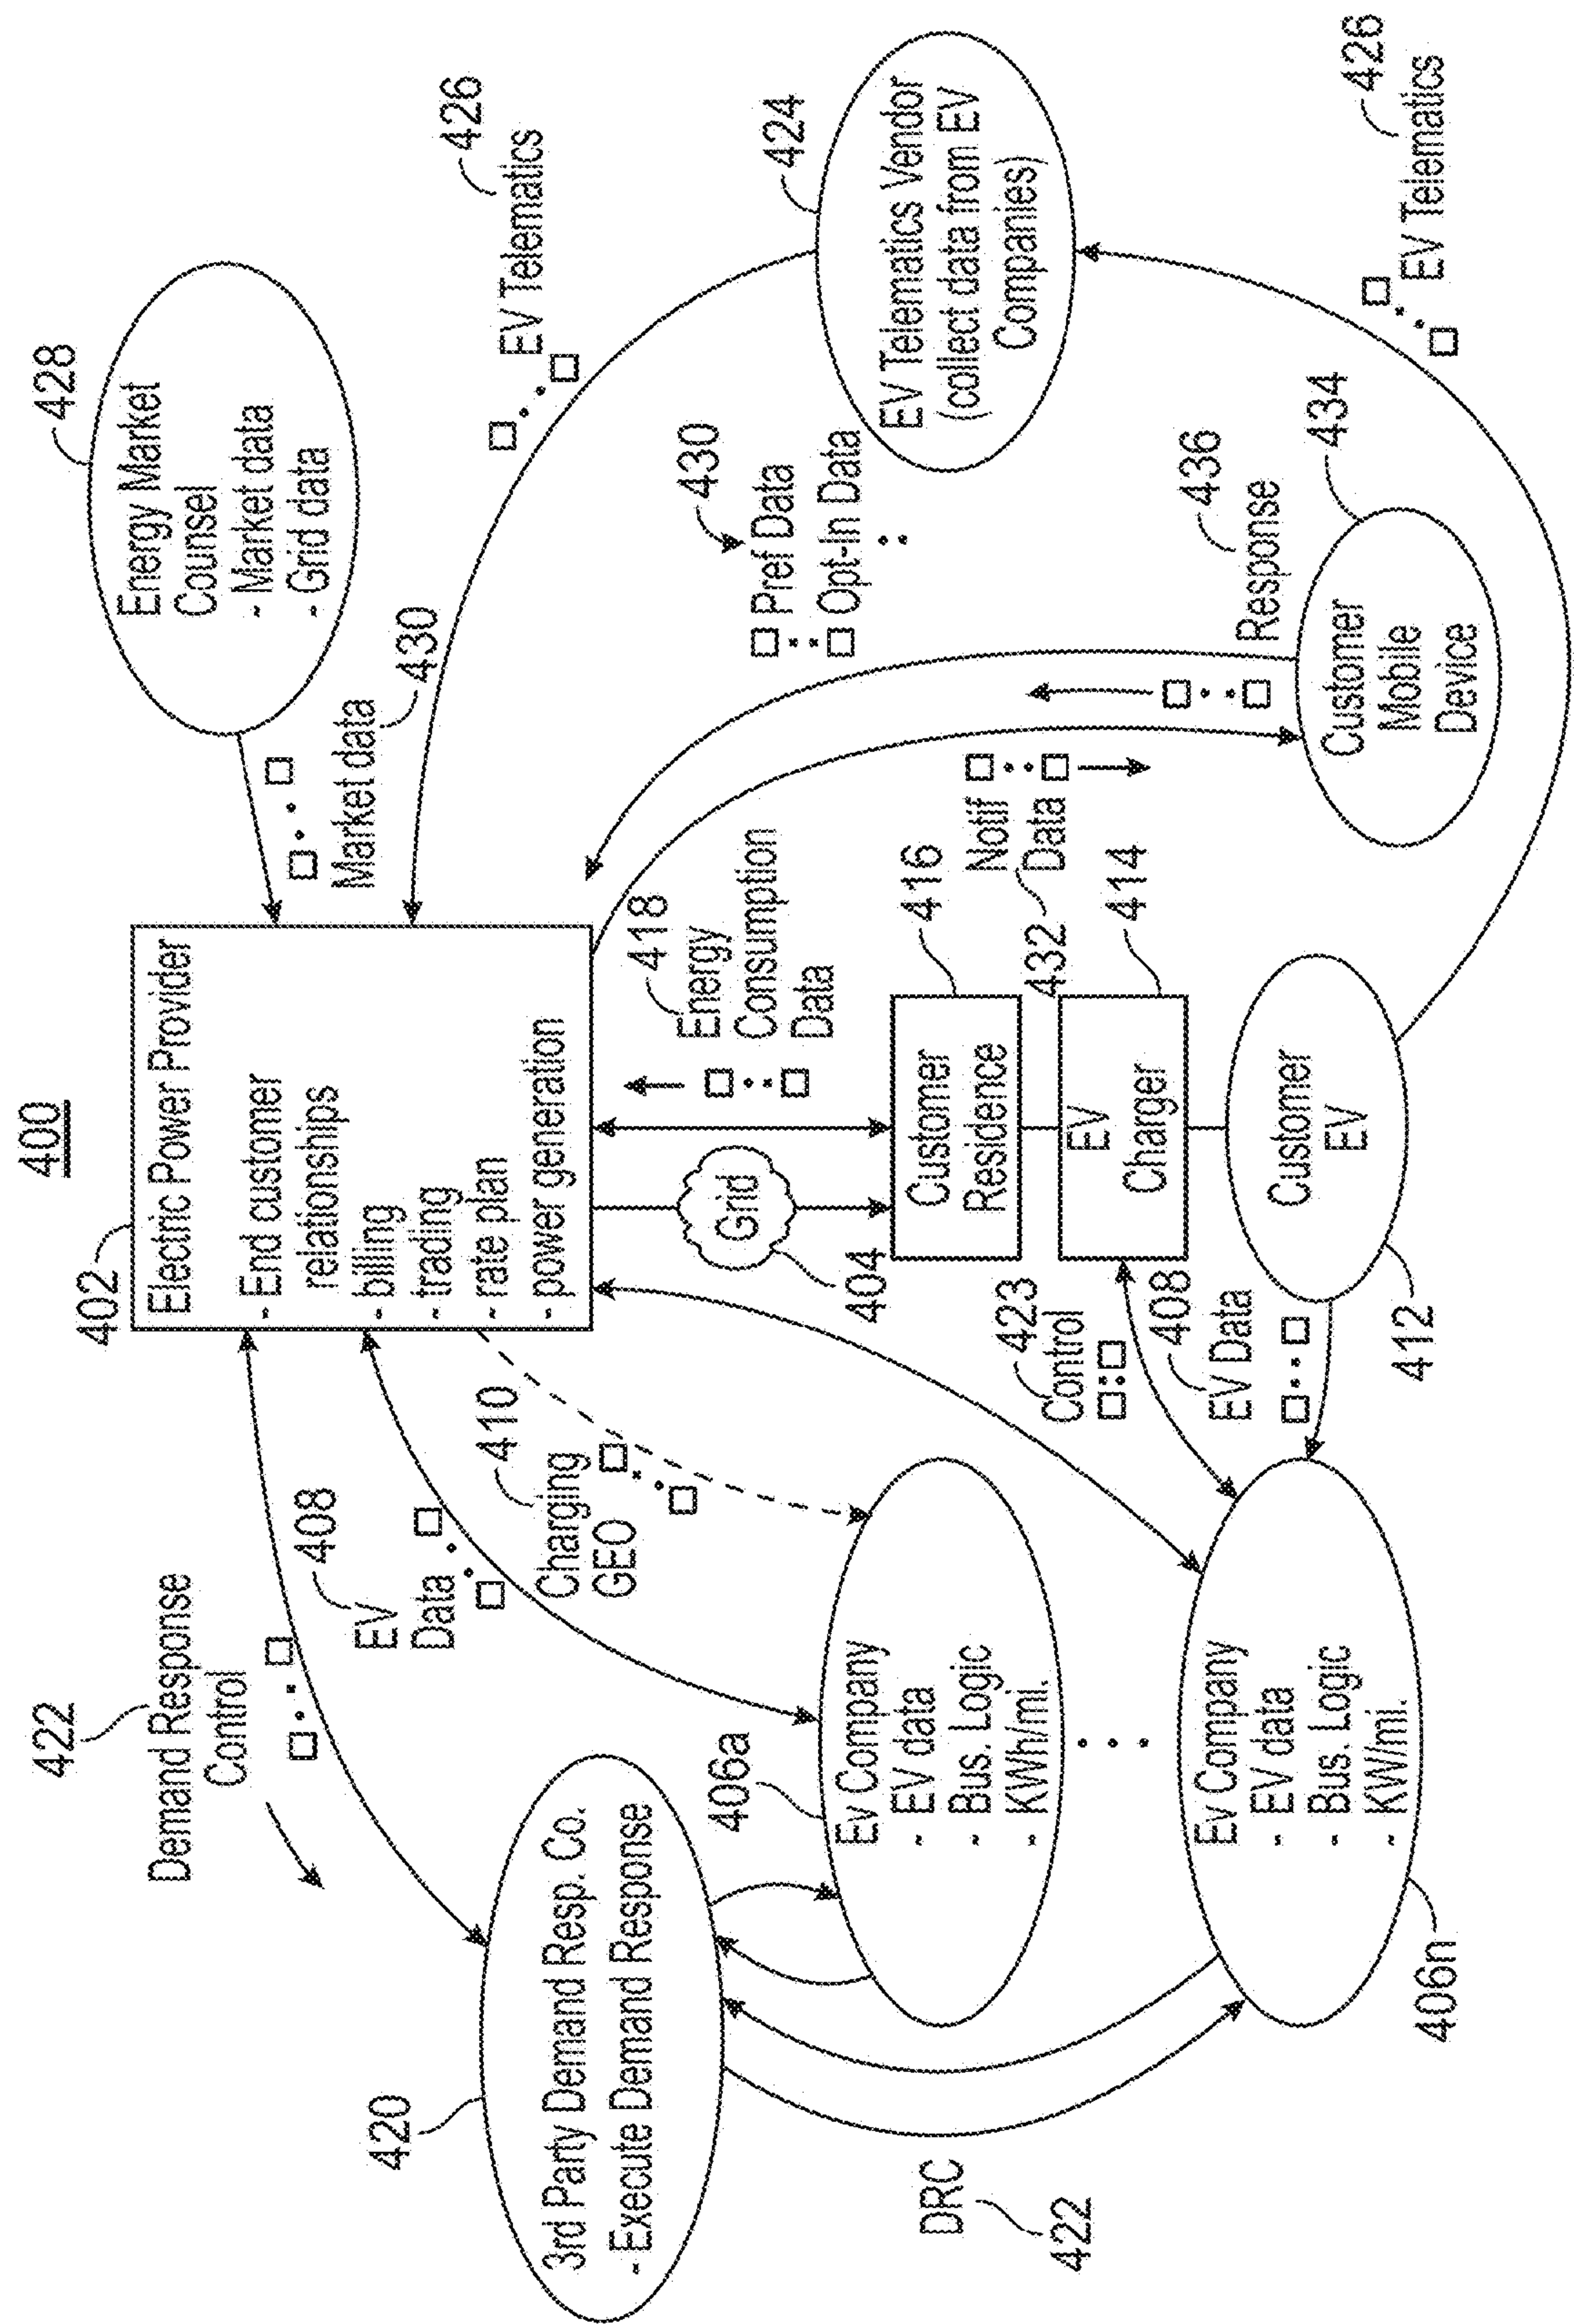 400
402
Electric Power Provider
- End customer
relationships
- billing
- trading
- rate plan
- power generation
428
Energy Market
Counsel
- Market data
- Grid data
Market data
430
426
EV Telematics
424
EV Telematics Vendor
(collect data from EV
Companies)
426
EV Telematics
430
Pref Data
Opt-In Data
436
Response
434
Customer
Mobile
Device
Notif
Data
432
418
Energy
Consumption
Data
Grid
404
416
Customer
Residence
414
EV
Charger
Customer
EV
412
423
Control
408
EV Data
422
Demand Response
Control
408
EV
Data
410
Charging
GEO
420
3rd Party Demand Resp. Co.
- Execute Demand Response
406a
Ev Company
- EV data
- Bus. Logic
- KWh/mi.
Ev Company
- EV data
- Bus. Logic
- KW/mi.
406n
DRC
422